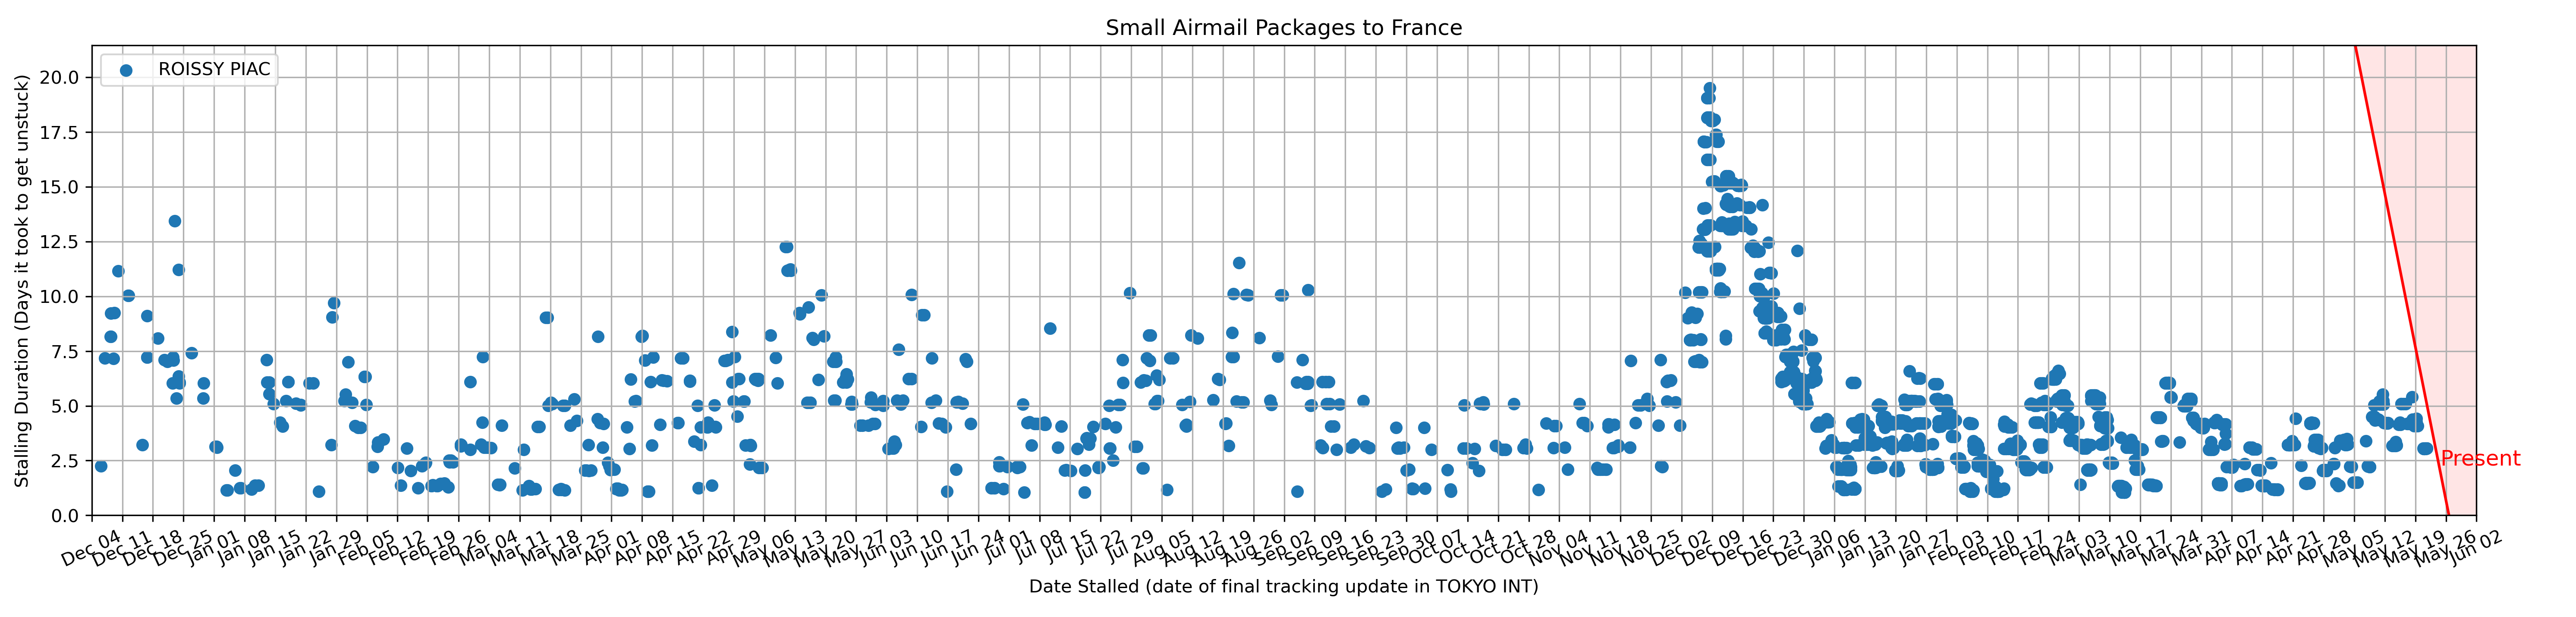 Small Airmail Packages to France
ROISSY PIAC
Stalling Duration (Days it took to get unstuck)
20.0
17.5
15.0
12.5
10.0
7.5
5.0
2.5
0.0
Present
Dec 04
Dec 11
Dec 18
Dec 25
Jan 01
Jan 08
Jan 15
Jan 22
Jan 29
Feb 05
Feb 12
Feb 19
Feb 26
Mar 04
Mar 11
Mar 18
Mar 25
Apr 01
Apr 08
Apr 15
Apr 22
Apr 29
May 06
May 13
May 20
May 27
Jun 03
Jun 10
Jun 17
Jun 24
Jul 01
Jul 08
Jul 15
Jul 22
Jul 29
Aug 05
Aug 12
Aug 19
Aug 26
Sep 02
Sep 09
Sep 16
Sep 23
Sep 30
Oct 07
Oct 14
Oct 21
Oct 28
Nov 04
Nov 11
Nov 18
Nov 25
Dec 02
Dec 09
Dec 16
Dec 23
Dec 30
Jan 06
Jan 13
Jan 20
Jan 27
Feb 03
Feb 10
Feb 17
Feb 24
Mar 03
Mar 10
Mar 17
Mar 24
Mar 31
Apr 07
Apr 14
Apr 21
Apr 28
May 05
May 12
May 19
May 26
Jun 02
Date Stalled (date of final tracking update in TOKYO INT)